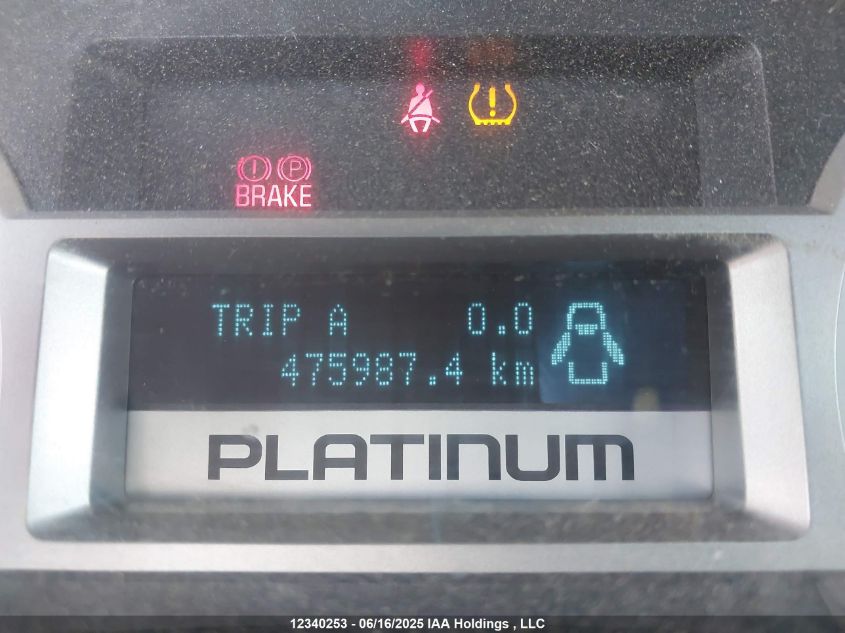 (!) (P)
BRAKE
TRIP A 0.0
475987.4 km
PLATINUM
12340253 - 06/16/2025 IAA Holdings , LLC